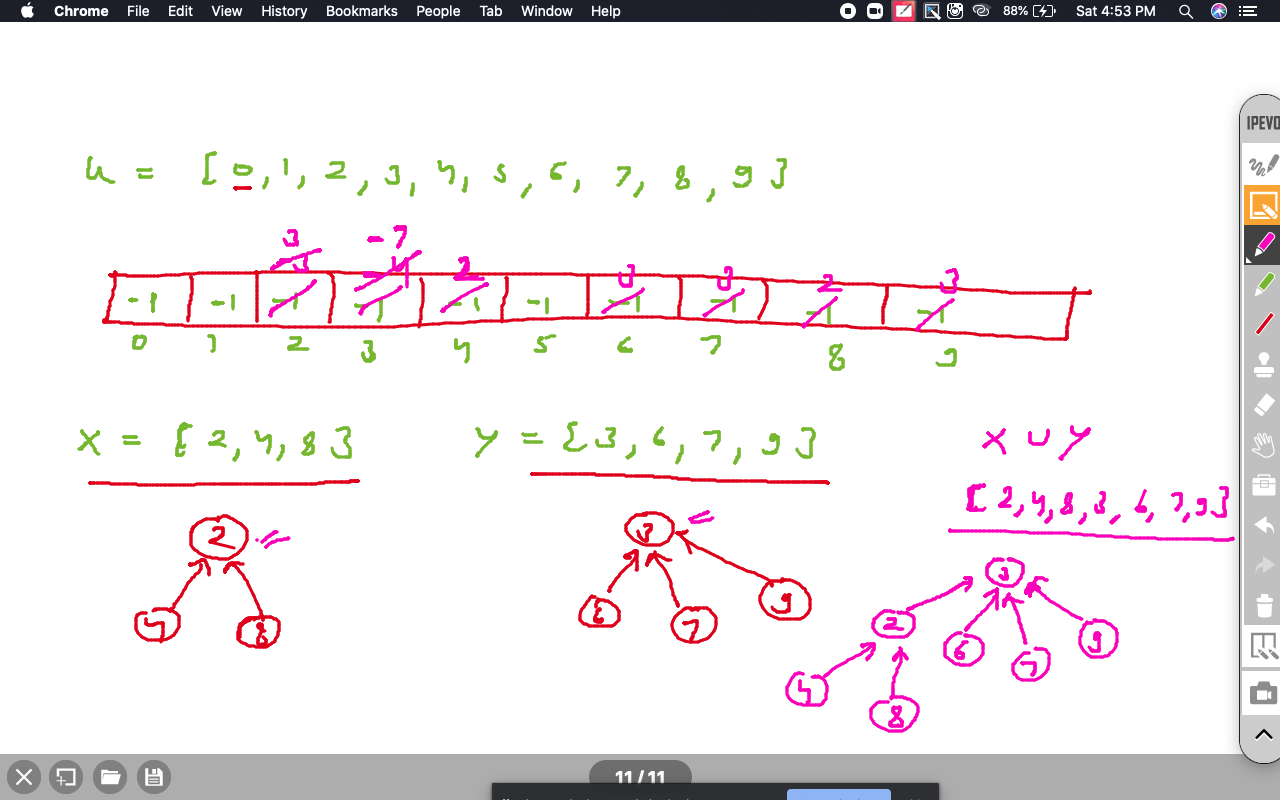 Chrome File Edit View History Bookmarks People Tab Window Help 88% Sat 4:53 PM
IPEVO
u = [0, 1, 2, 3, 4, 5, 6, 7, 8, 9}
3 -7
-3 -4 2 3 3 2 3
-1 -1 -1 -1 -1 -1 -1 -1 -1 -1
0 1 2 3 4 5 6 7 8 9
X = {2, 4, 8} Y = {3, 6, 7, 9} X U Y
{2, 4, 8, 3, 6, 7, 9}
2 3 3
4 8 6 7 9 2 6 7 9
4 8
11 / 11